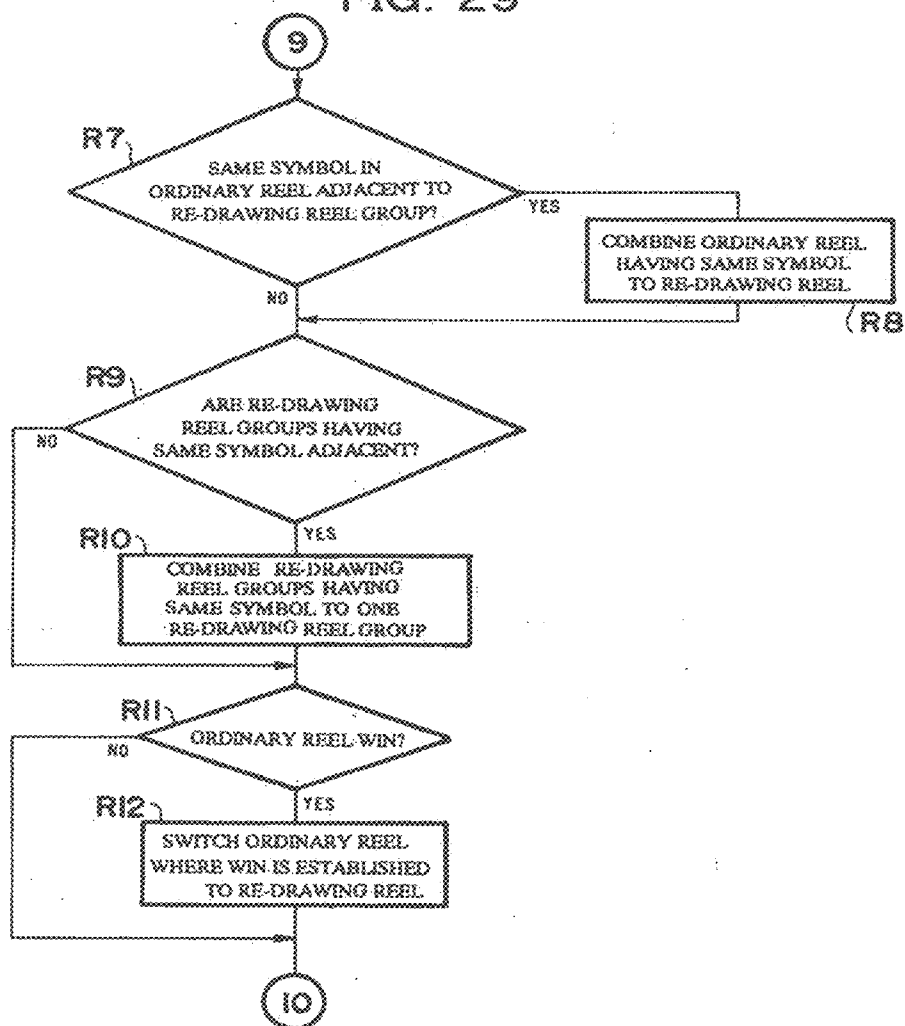 FIG. 29
9
R7
SAME SYMBOL IN
ORDINARY REEL ADJACENT TO
RE-DRAWING REEL GROUP?
YES
COMBINE ORDINARY REEL
HAVING SAME SYMBOL
TO RE-DRAWING REEL
R8
NO
R9
ARE RE-DRAWING
REEL GROUPS HAVING
SAME SYMBOL ADJACENT?
NO
YES
R10
COMBINE RE-DRAWING
REEL GROUPS HAVING
SAME SYMBOL TO ONE
RE-DRAWING REEL GROUP
R11
ORDINARY REEL WIN?
NO
YES
R12
SWITCH ORDINARY REEL
WHERE WIN IS ESTABLISHED
TO RE-DRAWING REEL
10